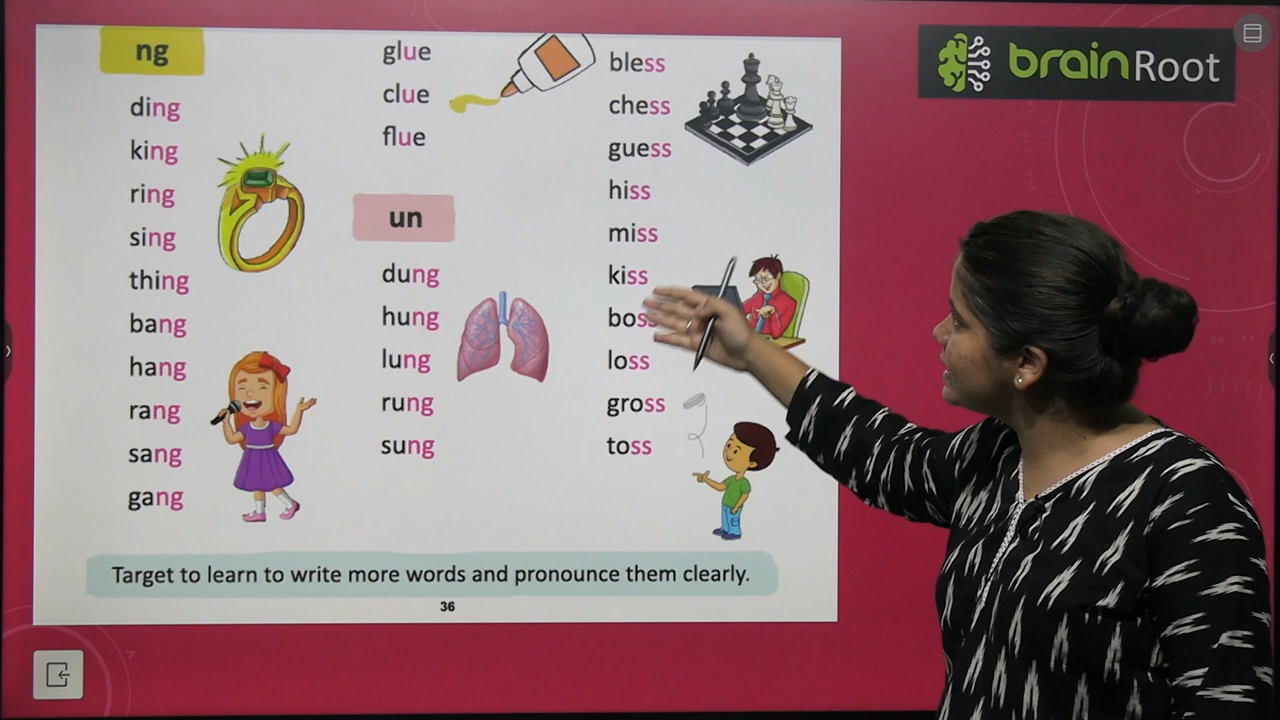 ng
ding
king
ring
sing
thing
bang
hang
rang
sang
gang
glue
clue
flue
un
dung
hung
lung
rung
sung
bless
chess
guess
hiss
miss
kiss
boss
loss
gross
toss
Target to learn to write more words and pronounce them clearly.
36
brainRoot